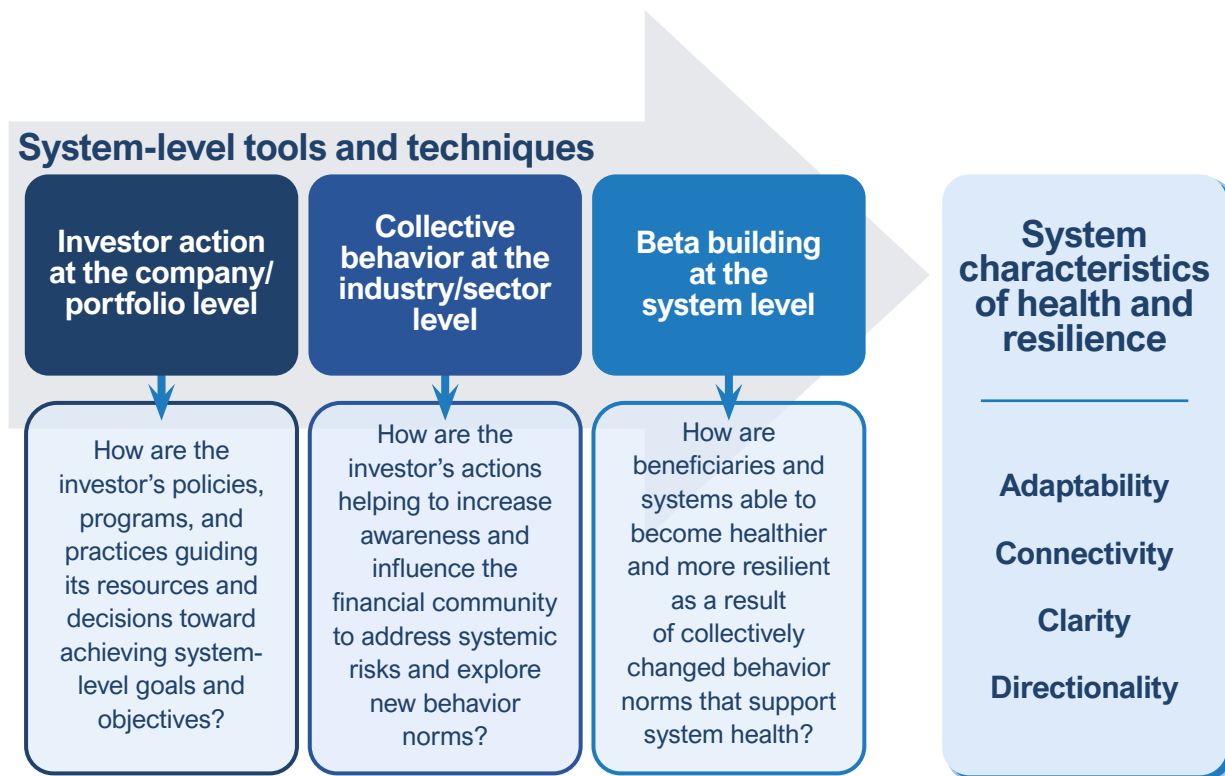 System-level tools and techniques
Investor action
at the company/
portfolio level
Collective
behavior at the
industry/sector
level
Beta building
at the
system level
How are the
investor’s policies,
programs, and
practices guiding
its resources and
decisions toward
achieving system-
level goals and
objectives?
How are the
investor’s actions
helping to increase
awareness and
influence the
financial community
to address systemic
risks and explore
new behavior
norms?
How are
beneficiaries and
systems able to
become healthier
and more resilient
as a result
of collectively
changed behavior
norms that support
system health?
System
characteristics
of health and
resilience
Adaptability
Connectivity
Clarity
Directionality